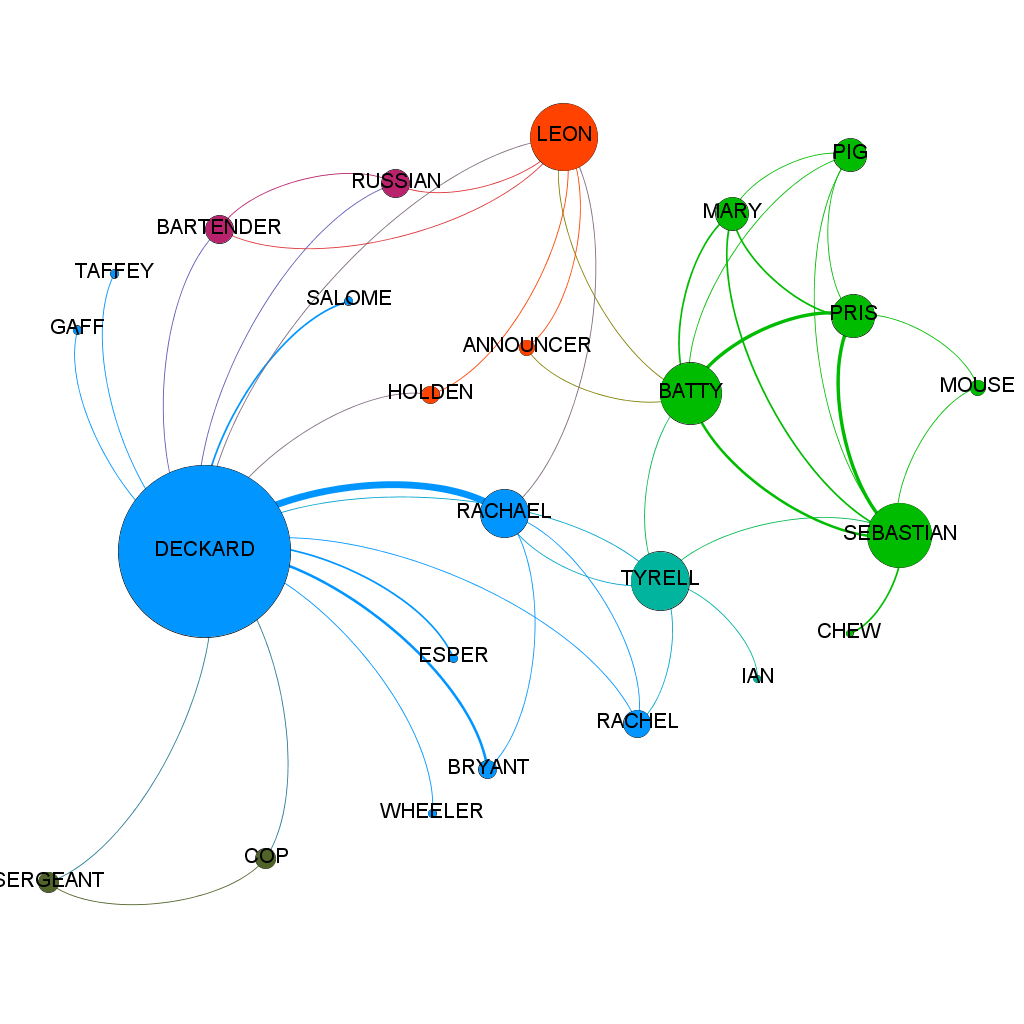 LEON
PIG
RUSSIAN
MARY
BARTENDER
TAFFEY
SALOME
PRIS
GAFF
ANNOUNCER
MOUSE
HOLDEN
BATTY
RACHAEL
SEBASTIAN
DECKARD
TYRELL
CHEW
ESPER
IAN
RACHEL
BRYANT
WHEELER
COP
SERGEANT